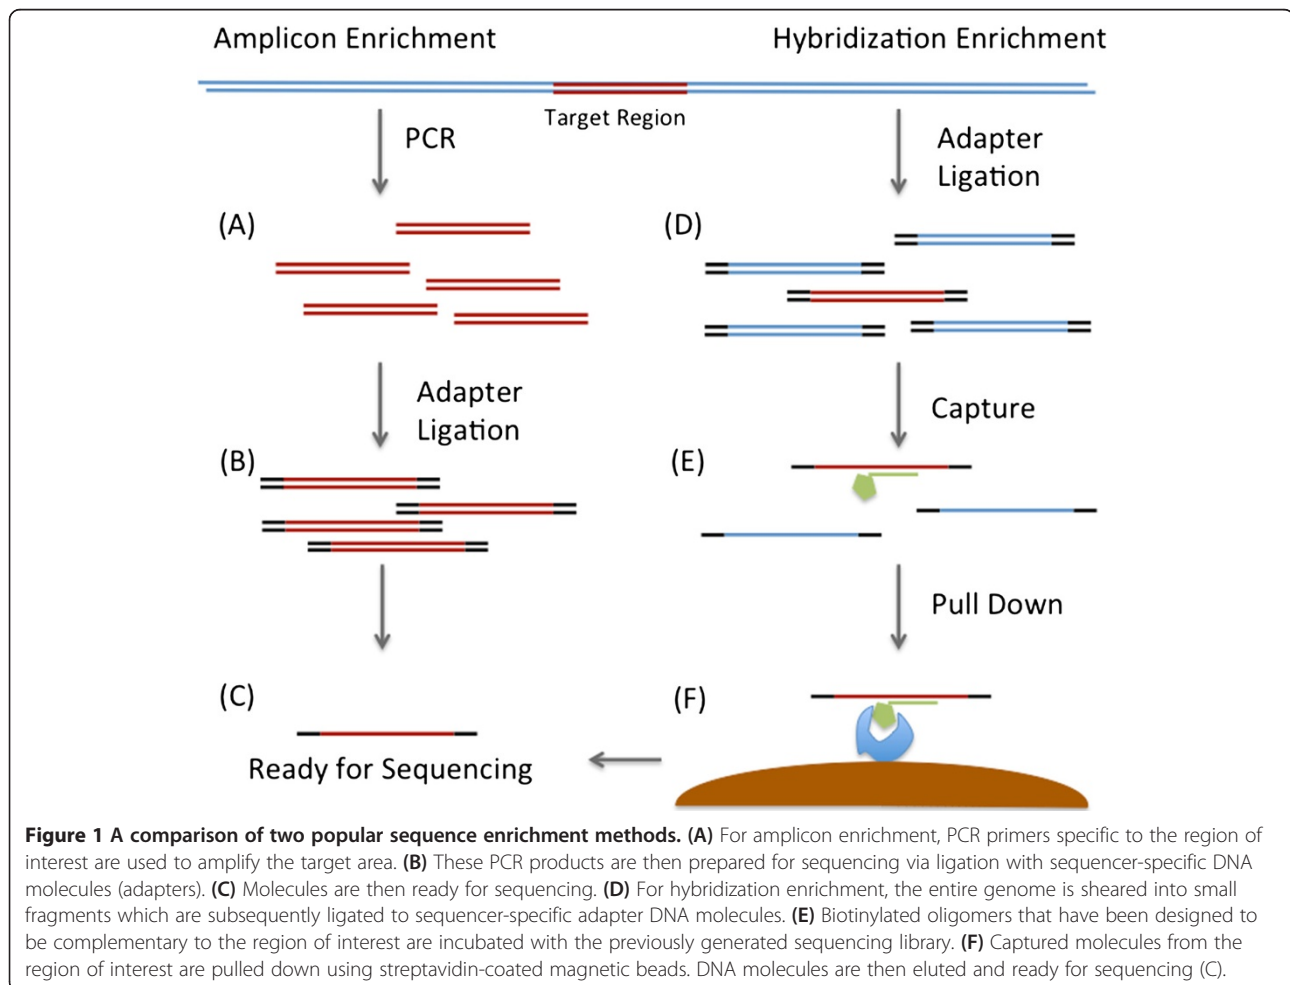 Amplicon Enrichment
Hybridization Enrichment
Target Region
PCR
Adapter
Ligation
(A)
(D)
Adapter
Ligation
Capture
(B)
(E)
Pull Down
(C)
(F)
Ready for Sequencing
Figure 1 A comparison of two popular sequence enrichment methods. (A) For amplicon enrichment, PCR primers specific to the region of
interest are used to amplify the target area. (B) These PCR products are then prepared for sequencing via ligation with sequencer-specific DNA
molecules (adapters). (C) Molecules are then ready for sequencing. (D) For hybridization enrichment, the entire genome is sheared into small
fragments which are subsequently ligated to sequencer-specific adapter DNA molecules. (E) Biotinylated oligomers that have been designed to
be complementary to the region of interest are incubated with the previously generated sequencing library. (F) Captured molecules from the
region of interest are pulled down using streptavidin-coated magnetic beads. DNA molecules are then eluted and ready for sequencing (C).